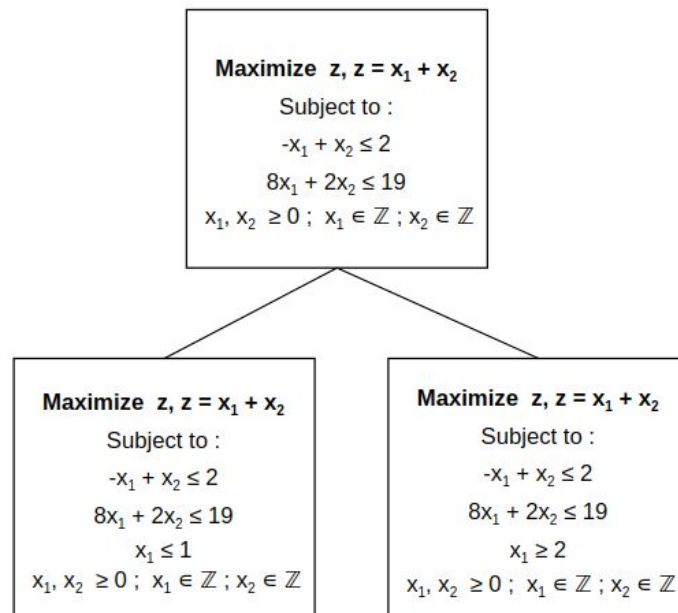 Maximize z, z = x₁ + x₂
Subject to :
-x₁ + x₂ ≤ 2
8x₁ + 2x₂ ≤ 19
x₁, x₂ ≥ 0 ; x₁ ∈ ℤ ; x₂ ∈ ℤ
Maximize z, z = x₁ + x₂
Subject to :
-x₁ + x₂ ≤ 2
8x₁ + 2x₂ ≤ 19
x₁ ≤ 1
x₁, x₂ ≥ 0 ; x₁ ∈ ℤ ; x₂ ∈ ℤ
Maximize z, z = x₁ + x₂
Subject to :
-x₁ + x₂ ≤ 2
8x₁ + 2x₂ ≤ 19
x₁ ≥ 2
x₁, x₂ ≥ 0 ; x₁ ∈ ℤ ; x₂ ∈ ℤ